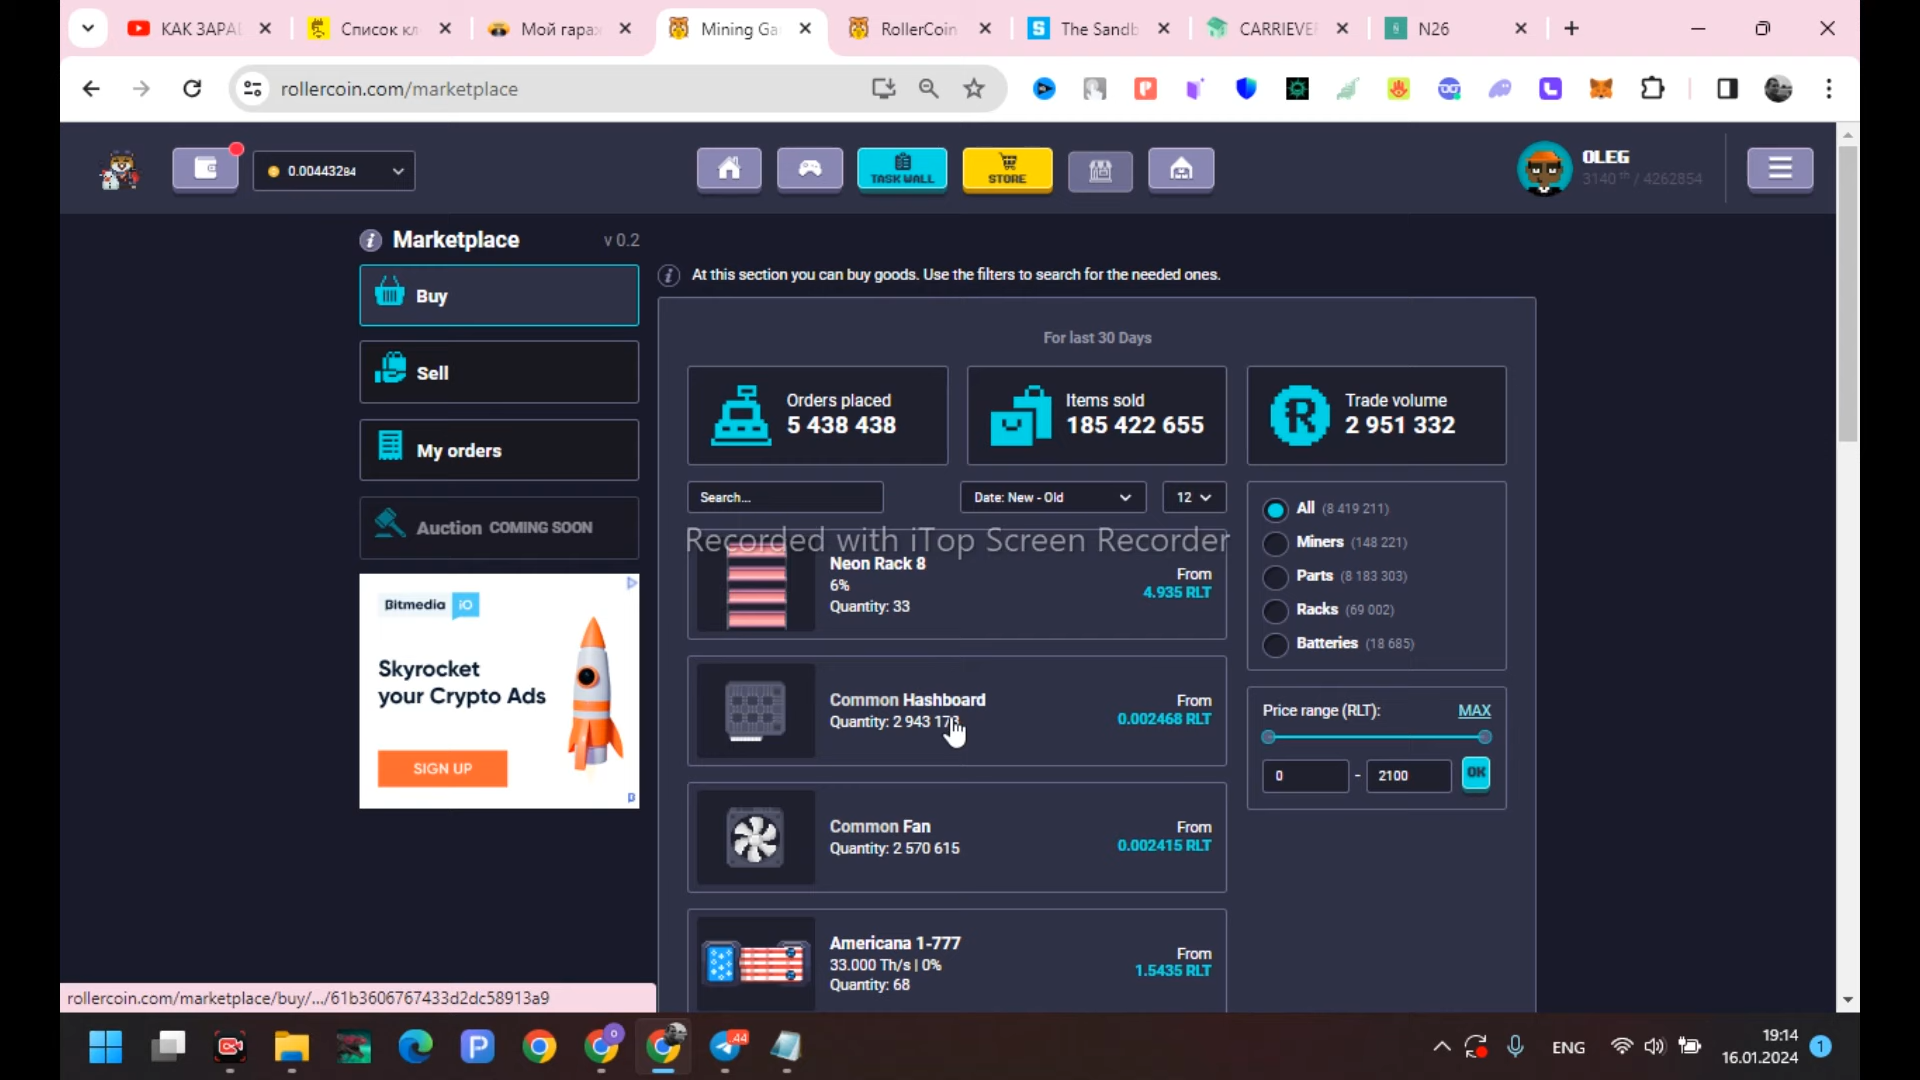 КАК ЗАРАБ
Список кл
Мой гараж
Mining Ga
RollerCoin
The Sandb
CARRIEVE
N26
rollercoin.com/marketplace
0.00443284
TASK WALL
STORE
OLEG
3140 th / 4262854
Marketplace
v 0.2
Buy
Sell
My orders
Auction COMING SOON
Bitmedia IO
Skyrocket
your Crypto Ads
SIGN UP
At this section you can buy goods. Use the filters to search for the needed ones.
For last 30 Days
Orders placed
5 438 438
Items sold
185 422 655
Trade volume
2 951 332
Search...
Date: New - Old
12
Recorded with iTop Screen Recorder
Neon Rack 8
6%
Quantity: 33
From
4.935 RLT
Common Hashboard
Quantity: 2 943 17
From
0.002468 RLT
Common Fan
Quantity: 2 570 615
From
0.002415 RLT
Americana 1-777
33.000 Th/s | 0%
Quantity: 68
From
1.5435 RLT
All (8 419 211)
Miners (148 221)
Parts (8 183 303)
Racks (69 002)
Batteries (18 685)
Price range (RLT):
MAX
0 - 2100
OK
rollercoin.com/marketplace/buy/.../61b3606767433d2dc58913a9
44
ENG
19:14
16.01.2024
1